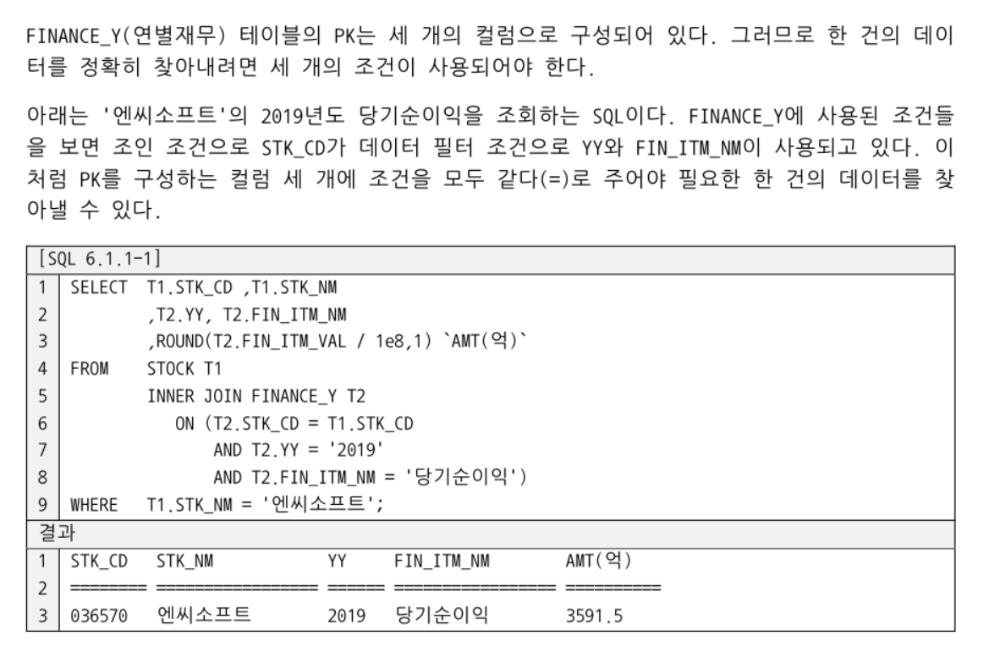 FINANCE_Y(연별재무) 테이블의 PK는 세 개의 컬럼으로 구성되어 있다. 그러므로 한 건의 데이
터를 정확히 찾아내려면 세 개의 조건이 사용되어야 한다.
아래는 '엔씨소프트'의 2019년도 당기순이익을 조회하는 SQL이다. FINANCE_Y에 사용된 조건들
을 보면 조인 조건으로 STK_CD가 데이터 필터 조건으로 YY와 FIN_ITM_NM이 사용되고 있다. 이
처럼 PK를 구성하는 컬럼 세 개에 조건을 모두 같다(=)로 주어야 필요한 한 건의 데이터를 찾
아낼 수 있다.
[SQL 6.1.1-1]
1 SELECT T1.STK_CD ,T1.STK_NM
2 ,T2.YY, T2.FIN_ITM_NM
3 ,ROUND(T2.FIN_ITM_VAL / 1e8,1) `AMT(억)`
4 FROM STOCK T1
5 INNER JOIN FINANCE_Y T2
6 ON (T2.STK_CD = T1.STK_CD
7 AND T2.YY = '2019'
8 AND T2.FIN_ITM_NM = '당기순이익')
9 WHERE T1.STK_NM = '엔씨소프트';
결과
1 STK_CD STK_NM YY FIN_ITM_NM AMT(억)
2 ======== ================= ====== ================= ==========
3 036570 엔씨소프트 2019 당기순이익 3591.5